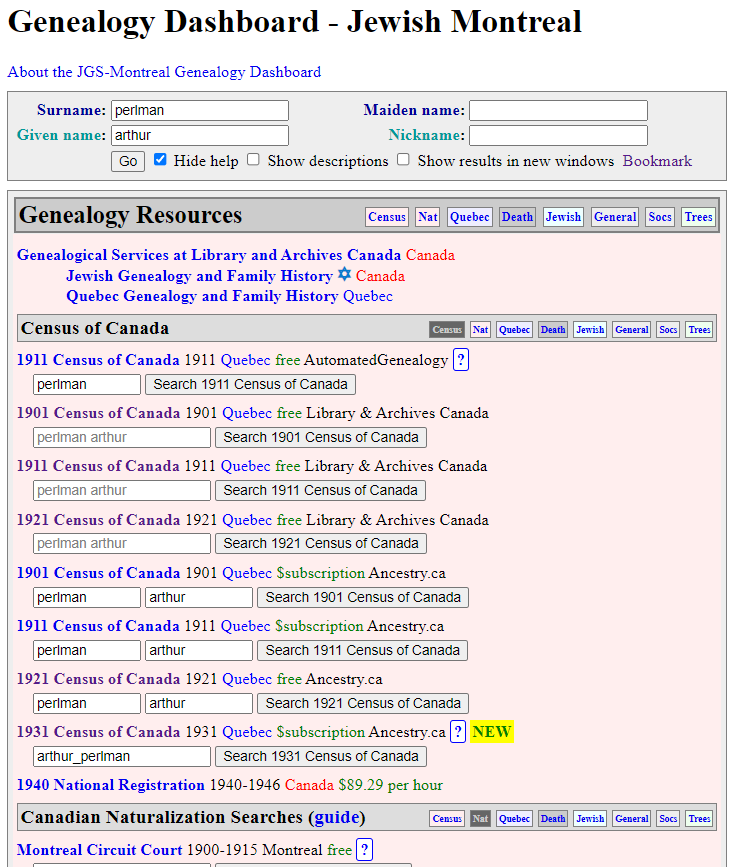 Genealogy Dashboard - Jewish Montreal
About the JGS-Montreal Genealogy Dashboard
Surname: perlman Maiden name:
Given name: arthur Nickname:
Go Hide help Show descriptions Show results in new windows Bookmark
Genealogy Resources Census Nat Quebec Death Jewish General Socs Trees
Genealogical Services at Library and Archives Canada Canada
Jewish Genealogy and Family History Canada
Quebec Genealogy and Family History Quebec
Census of Canada Census Nat Quebec Death Jewish General Socs Trees
1911 Census of Canada 1911 Quebec free AutomatedGenealogy ?
perlman Search 1911 Census of Canada
1901 Census of Canada 1901 Quebec free Library & Archives Canada
perlman arthur Search 1901 Census of Canada
1911 Census of Canada 1911 Quebec free Library & Archives Canada
perlman arthur Search 1911 Census of Canada
1921 Census of Canada 1921 Quebec free Library & Archives Canada
perlman arthur Search 1921 Census of Canada
1901 Census of Canada 1901 Quebec $subscription Ancestry.ca
perlman arthur Search 1901 Census of Canada
1911 Census of Canada 1911 Quebec $subscription Ancestry.ca
perlman arthur Search 1911 Census of Canada
1921 Census of Canada 1921 Quebec free Ancestry.ca
perlman arthur Search 1921 Census of Canada
1931 Census of Canada 1931 Quebec $subscription Ancestry.ca ? NEW
arthur_perlman Search 1931 Census of Canada
1940 National Registration 1940-1946 Canada $89.29 per hour
Canadian Naturalization Searches (guide) Census Nat Quebec Death Jewish General Socs Trees
Montreal Circuit Court 1900-1915 Montreal free ?